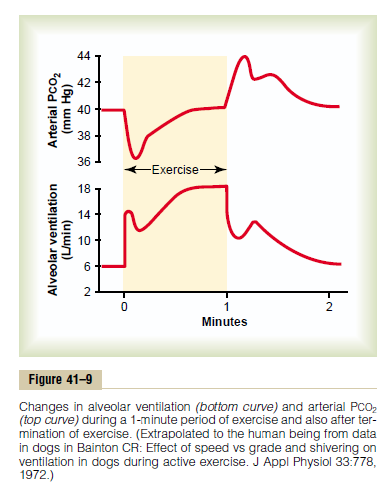 44
42
40
38
36
Arterial PCO2
(mm Hg)
Exercise
18
14
10
6
2
Alveolar ventilation
(L/min)
0
1
2
Minutes
Figure 41–9
Changes in alveolar ventilation (bottom curve) and arterial PCO2
(top curve) during a 1-minute period of exercise and also after ter-
mination of exercise. (Extrapolated to the human being from data
in dogs in Bainton CR: Effect of speed vs grade and shivering on
ventilation in dogs during active exercise. J Appl Physiol 33:778,
1972.)